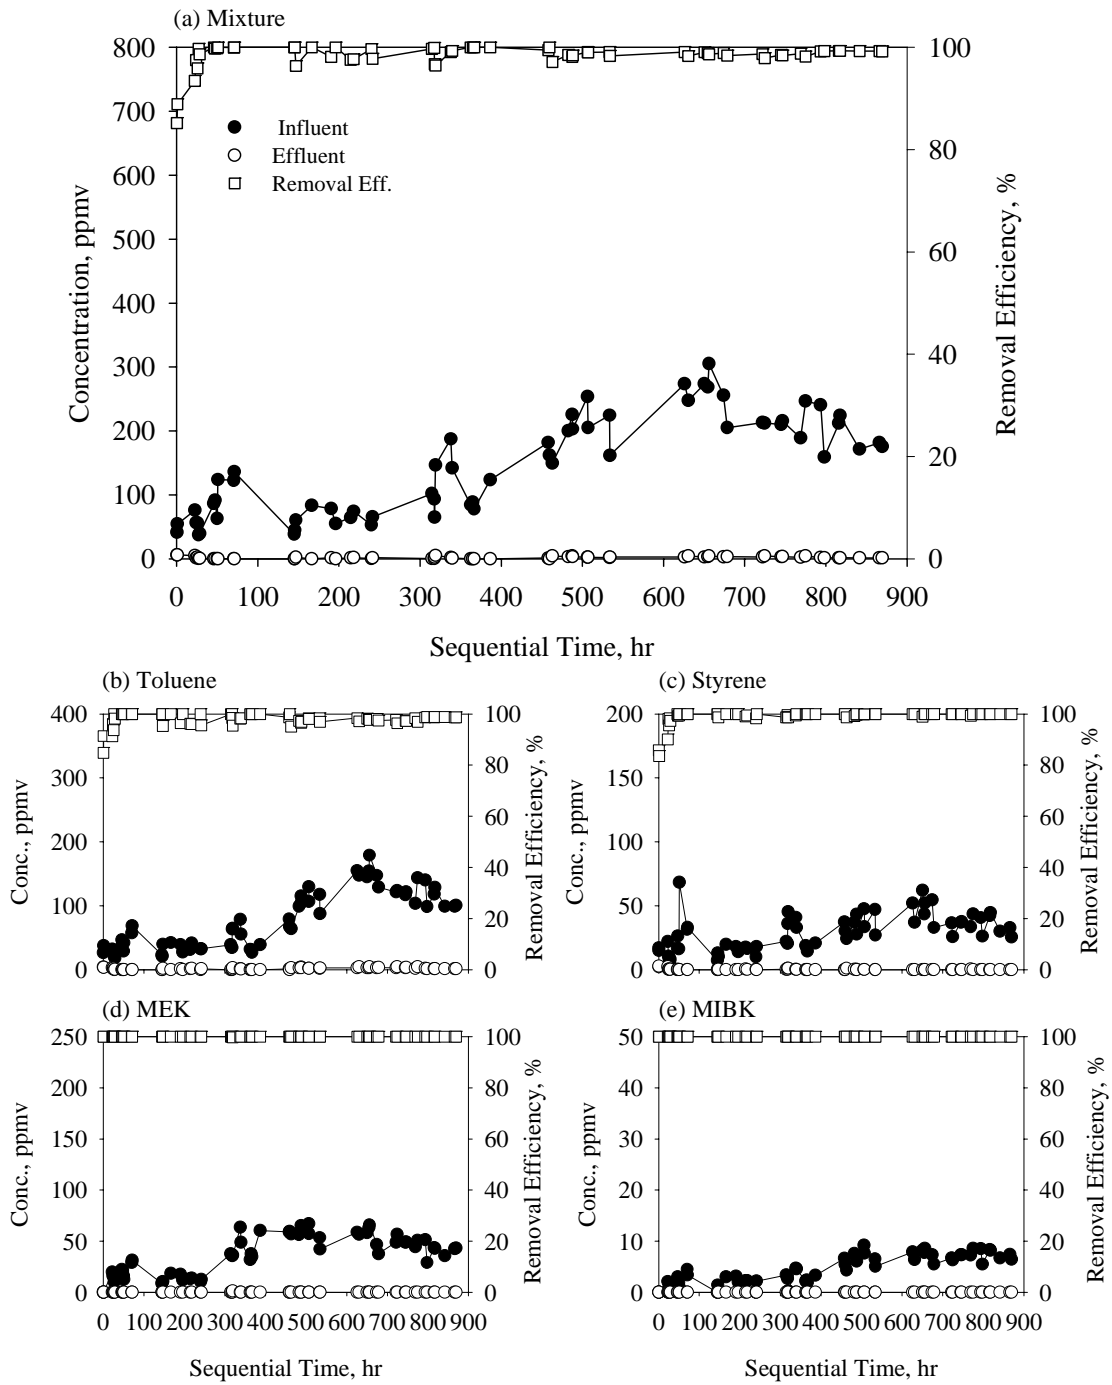 (a) Mixture
800
700
600
500
400
300
200
100
0
Concentration, ppmv
100
80
60
40
20
0
Removal Efficiency, %
Influent
Effluent
Removal Eff.
0 100 200 300 400 500 600 700 800 900
Sequential Time, hr
(b) Toluene
400
300
200
100
0
Conc., ppmv
100
80
60
40
20
0
Removal Efficiency, %
(c) Styrene
200
150
100
50
0
Conc., ppmv
100
80
60
40
20
0
Removal Efficiency, %
(d) MEK
250
200
150
100
50
0
Conc., ppmv
100
80
60
40
20
0
Removal Efficiency, %
0 100 200 300 400 500 600 700 800 900
Sequential Time, hr
(e) MIBK
50
40
30
20
10
0
Conc., ppmv
100
80
60
40
20
0
Removal Efficiency, %
0 100 200 300 400 500 600 700 800 900
Sequential Time, hr